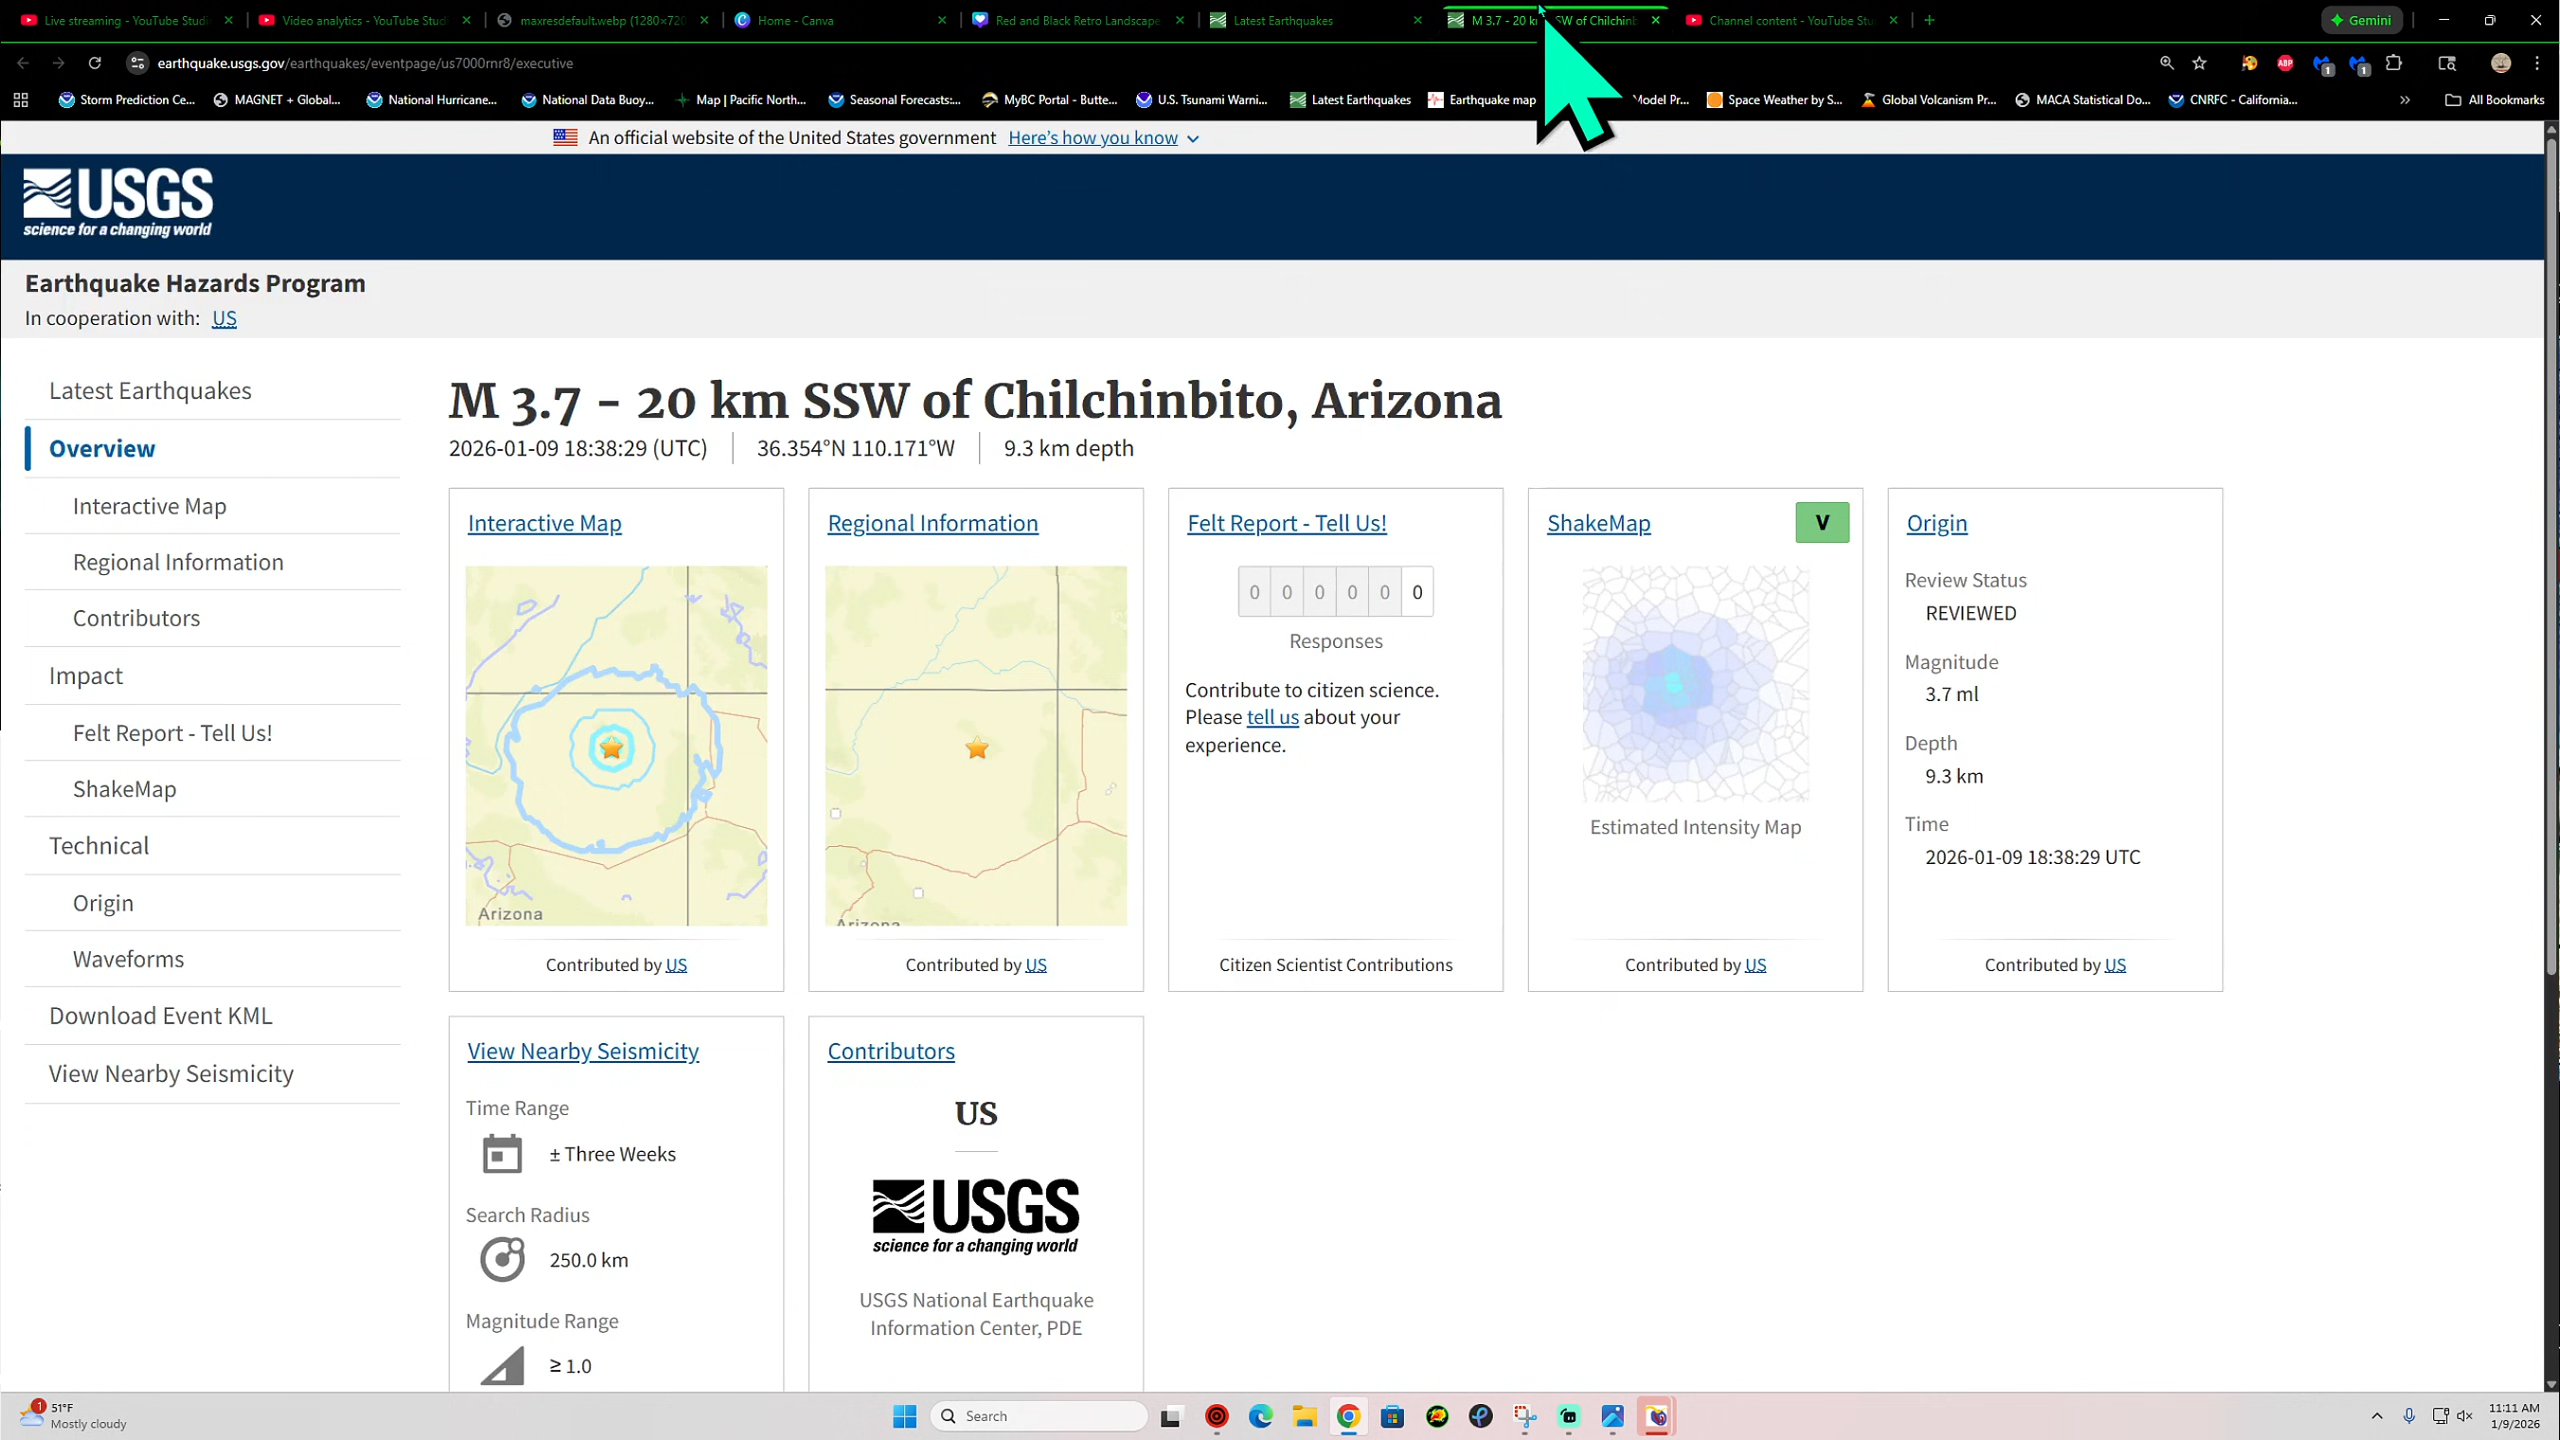 Live streaming - YouTube Studi
Video analytics - YouTube Studi
maxresdefault.webp (1280×720
Home - Canva
Red and Black Retro Landscape
Latest Earthquakes
M 3.7 - 20 k SW of Chilchinb
Channel content - YouTube Stu
Gemini
earthquake.usgs.gov/earthquakes/eventpage/us7000rnr8/executive
Storm Prediction Ce...
MAGNET + Global...
National Hurricane...
National Data Buoy...
Map | Pacific North...
Seasonal Forecasts:...
MyBC Portal - Butte...
U.S. Tsunami Warni...
Latest Earthquakes
Earthquake map
Model Pr...
Space Weather by S...
Global Volcanism Pr...
MACA Statistical Do...
CNRFC - California...
All Bookmarks
An official website of the United States government Here's how you know
USGS
science for a changing world
Earthquake Hazards Program
In cooperation with: US
Latest Earthquakes
Overview
Interactive Map
Regional Information
Contributors
Impact
Felt Report - Tell Us!
ShakeMap
Technical
Origin
Waveforms
Download Event KML
View Nearby Seismicity
M 3.7 - 20 km SSW of Chilchinbito, Arizona
2026-01-09 18:38:29 (UTC)
36.354°N 110.171°W
9.3 km depth
Interactive Map
Arizona
Contributed by US
Regional Information
Arizona
Contributed by US
Felt Report - Tell Us!
0 0 0 0 0 0
Responses
Contribute to citizen science.
Please tell us about your
experience.
Citizen Scientist Contributions
ShakeMap
V
Estimated Intensity Map
Contributed by US
Origin
Review Status
REVIEWED
Magnitude
3.7 ml
Depth
9.3 km
Time
2026-01-09 18:38:29 UTC
Contributed by US
View Nearby Seismicity
Time Range
± Three Weeks
Search Radius
250.0 km
Magnitude Range
≥ 1.0
Contributors
US
USGS
science for a changing world
USGS National Earthquake
Information Center, PDE
1
51°F
Mostly cloudy
Search
11:11 AM
1/9/2026
ABP
1
1